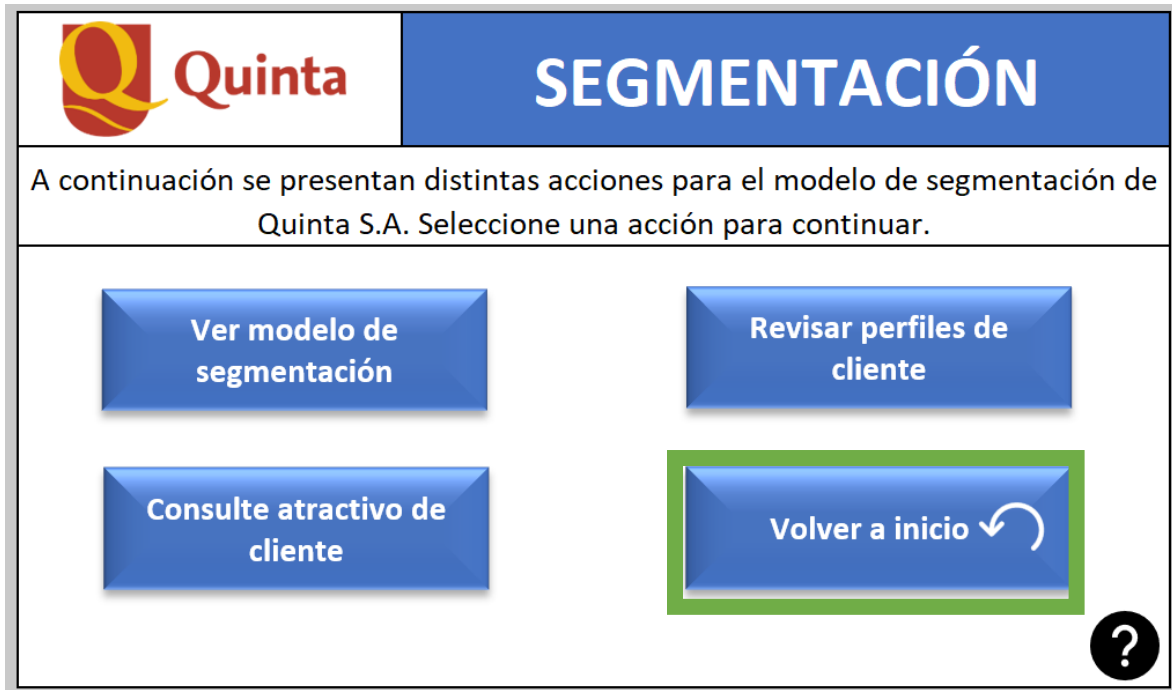 Quinta
SEGMENTACIÓN
A continuación se presentan distintas acciones para el modelo de segmentación de
Quinta S.A. Seleccione una acción para continuar.
Ver modelo de
segmentación
Revisar perfiles de
cliente
Consulte atractivo de
cliente
Volver a inicio
?